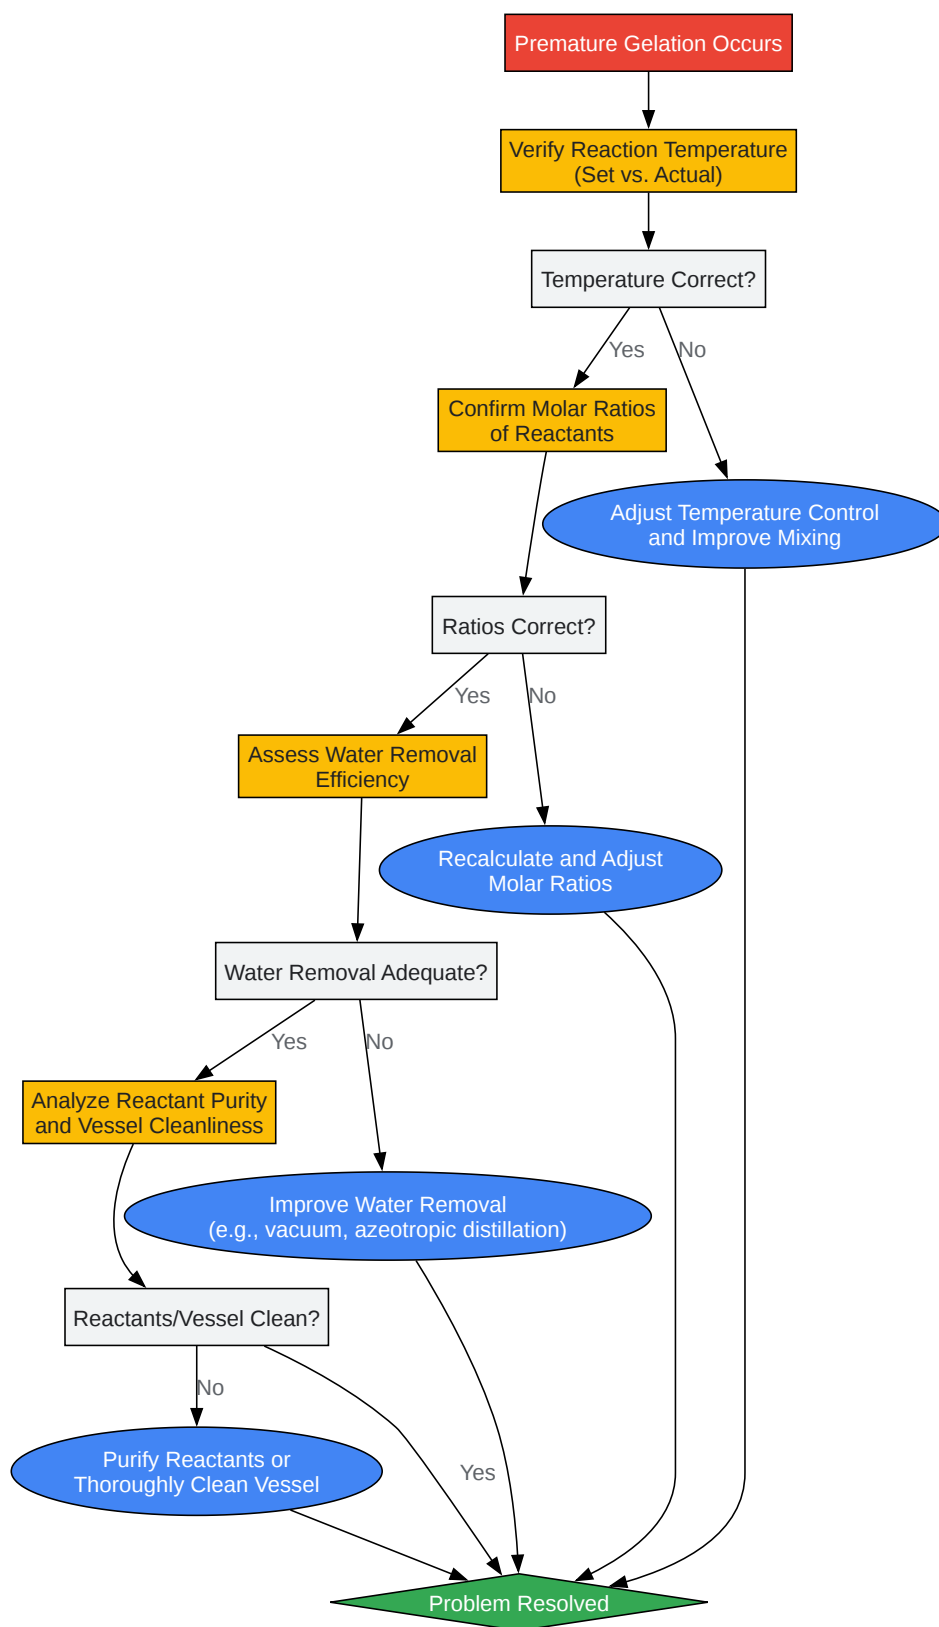 Premature Gelation Occurs
Verify Reaction Temperature
(Set vs. Actual)
Temperature Correct?
Yes
No
Confirm Molar Ratios
of Reactants
Adjust Temperature Control
and Improve Mixing
Ratios Correct?
Yes
No
Assess Water Removal
Efficiency
Recalculate and Adjust
Molar Ratios
Water Removal Adequate?
Yes
No
Analyze Reactant Purity
and Vessel Cleanliness
Improve Water Removal
(e.g., vacuum, azeotropic distillation)
Reactants/Vessel Clean?
No
Purify Reactants or
Thoroughly Clean Vessel
Yes
Problem Resolved